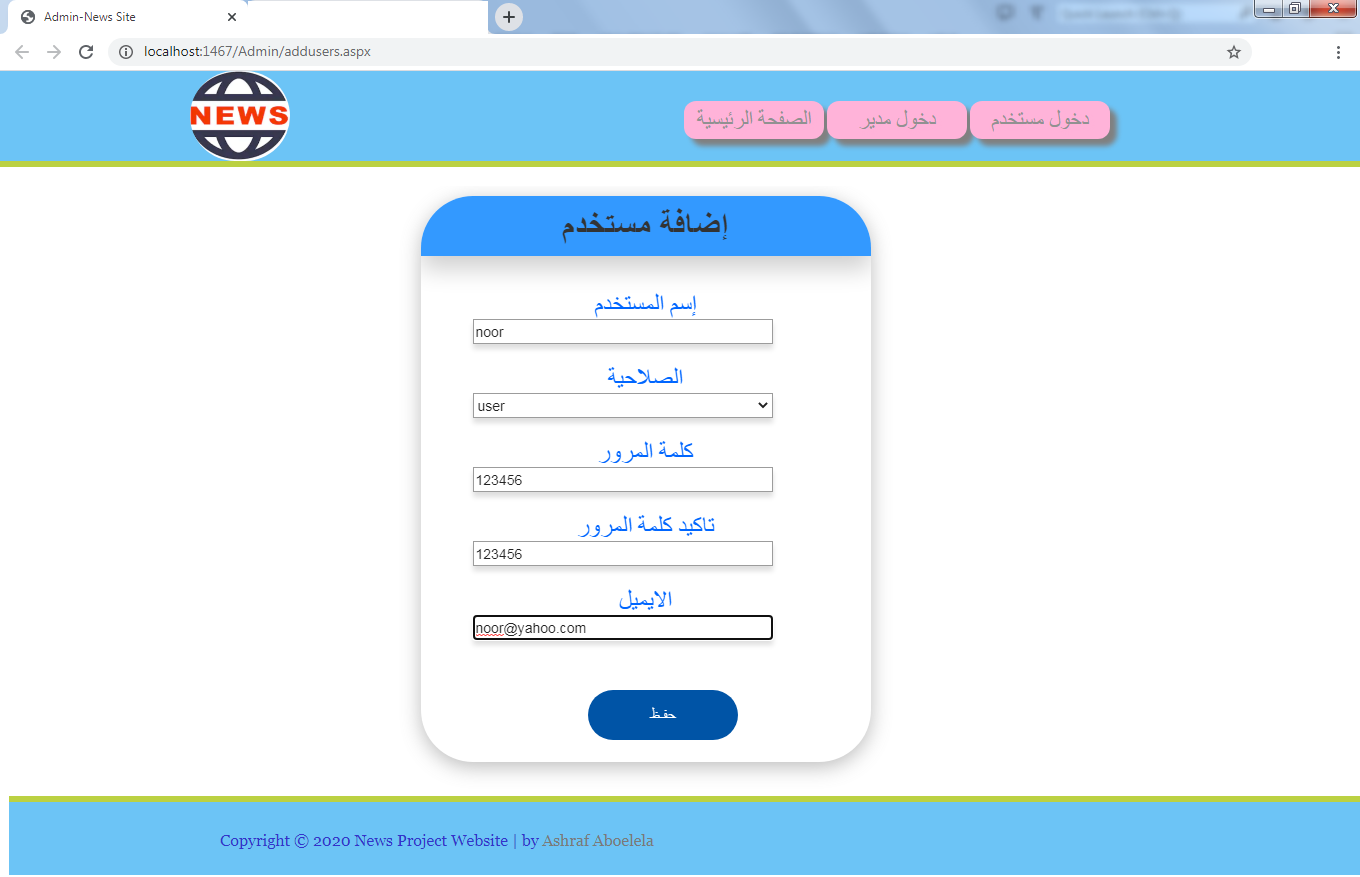 Admin-News Site
localhost:1467/Admin/addusers.aspx
NEWS
دخول مستخدم
دخول مدير
الصفحة الرئيسية
إضافة مستخدم
إسم المستخدم
noor
الصلاحية
user
كلمة المرور
123456
تاكيد كلمة المرور
123456
الايميل
noor@yahoo.com
حفظ
Copyright © 2020 News Project Website | by Ashraf Aboelela